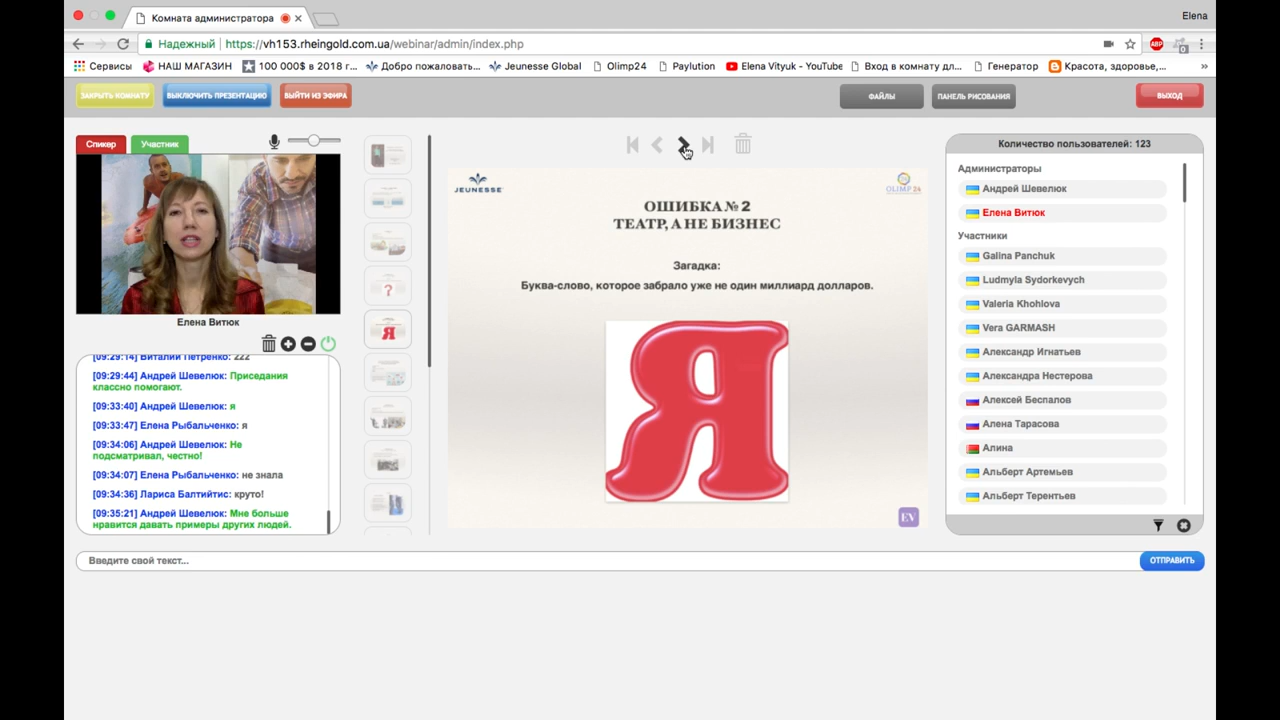 Комната администратора
Elena
Надежный
https://vh153.rheingold.com.ua/webinar/admin/index.php
ABP
0
Сервисы
НАШ МАГАЗИН
100 000$ в 2018 г...
Добро пожаловать...
Jeunesse Global
Olimp24
Paylution
Elena Vityuk - YouTube
Вход в комнату дл...
Генератор
Красота, здоровье,...
»
ЗАКРЫТЬ КОМНАТУ
ВЫКЛЮЧИТЬ ПРЕЗЕНТАЦИЮ
ВЫЙТИ ИЗ ЭФИРА
ФАЙЛЫ
ПАНЕЛЬ РИСОВАНИЯ
ВЫХОД
Спикер
Участник
Елена Витюк
[09:29:14] Виталий Петренко: 222
[09:29:44] Андрей Шевелюк: Приседания
классно помогают.
[09:33:40] Андрей Шевелюк: я
[09:33:47] Елена Рыбальченко: я
[09:34:06] Андрей Шевелюк: Не
подсматривал, честно!
[09:34:07] Елена Рыбальченко: не знала
[09:34:36] Лариса Балтийтис: круто!
[09:35:21] Андрей Шевелюк: Мне больше
нравится давать примеры других людей.
?
Я
JEUNESSE
OLIMP 24
ОШИБКА № 2
ТЕАТР, А НЕ БИЗНЕС
Загадка:
Буква-слово, которое забрало уже не один миллиард долларов.
Я
EV
Количество пользователей: 123
Администраторы
Андрей Шевелюк
Елена Витюк
Участники
Galina Panchuk
Ludmyla Sydorkevych
Valeria Khohlova
Vera GARMASH
Александр Игнатьев
Александра Нестерова
Алексей Беспалов
Алена Тарасова
Алина
Альберт Артемьев
Альберт Терентьев
Введите свой текст...
ОТПРАВИТЬ